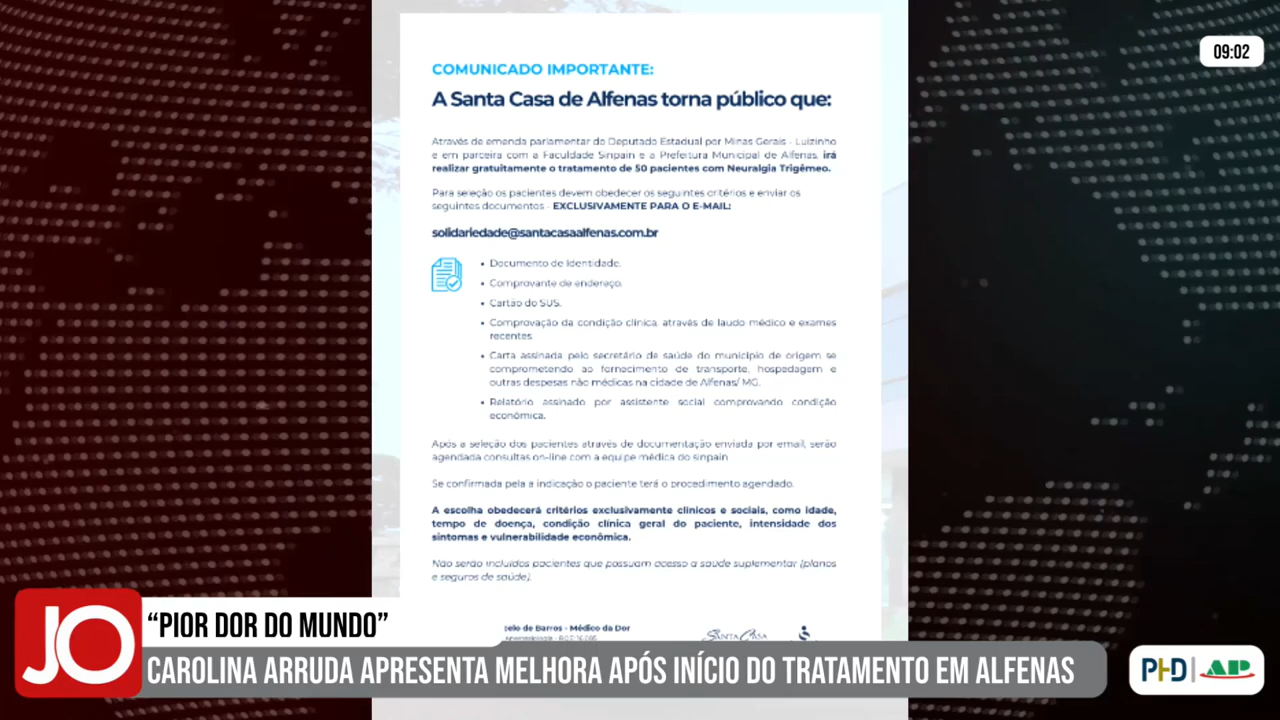 09:02
COMUNICADO IMPORTANTE:
A Santa Casa de Alfenas torna público que:
Através de emenda parlamentar do Deputado Estadual por Minas Gerais - Luizinho
e em parceira com a Faculdade Sinpain e a Prefeitura Municipal de Alfenas, irá
realizar gratuitamente o tratamento de 50 pacientes com Neuralgia Trigêmeo.
Para seleção os pacientes devem obedecer os seguintes critérios e enviar os
seguintes documentos - EXCLUSIVAMENTE PARA O E-MAIL:
solidariedade@santacasaalfenas.com.br
• Documento de Identidade.
• Comprovante de endereço.
• Cartão do SUS.
• Comprovação da condição clínica, através de laudo médico e exames
recentes.
• Carta assinada pelo secretário de saúde do município de origem se
comprometendo ao fornecimento de transporte, hospedagem e
outras despesas não médicas na cidade de Alfenas/ MG.
• Relatório assinado por assistente social comprovando condição
econômica.
Após a seleção dos pacientes através de documentação enviada por email, serão
agendada consultas on-line com a equipe médica do sinpain
Se confirmada pela a indicação o paciente terá o procedimento agendado.
A escolha obedecerá critérios exclusivamente clínicos e sociais, como idade,
tempo de doença, condição clínica geral do paciente, intensidade dos
sintomas e vulnerabilidade econômica.
Não serão incluídos pacientes que possuam acesso a saúde suplementar (planos
e seguros de saúde).
de Barros - Médico da Dor
SANTA CASA
JO
"PIOR DOR DO MUNDO"
CAROLINA ARRUDA APRESENTA MELHORA APÓS INÍCIO DO TRATAMENTO EM ALFENAS
PHD | AP